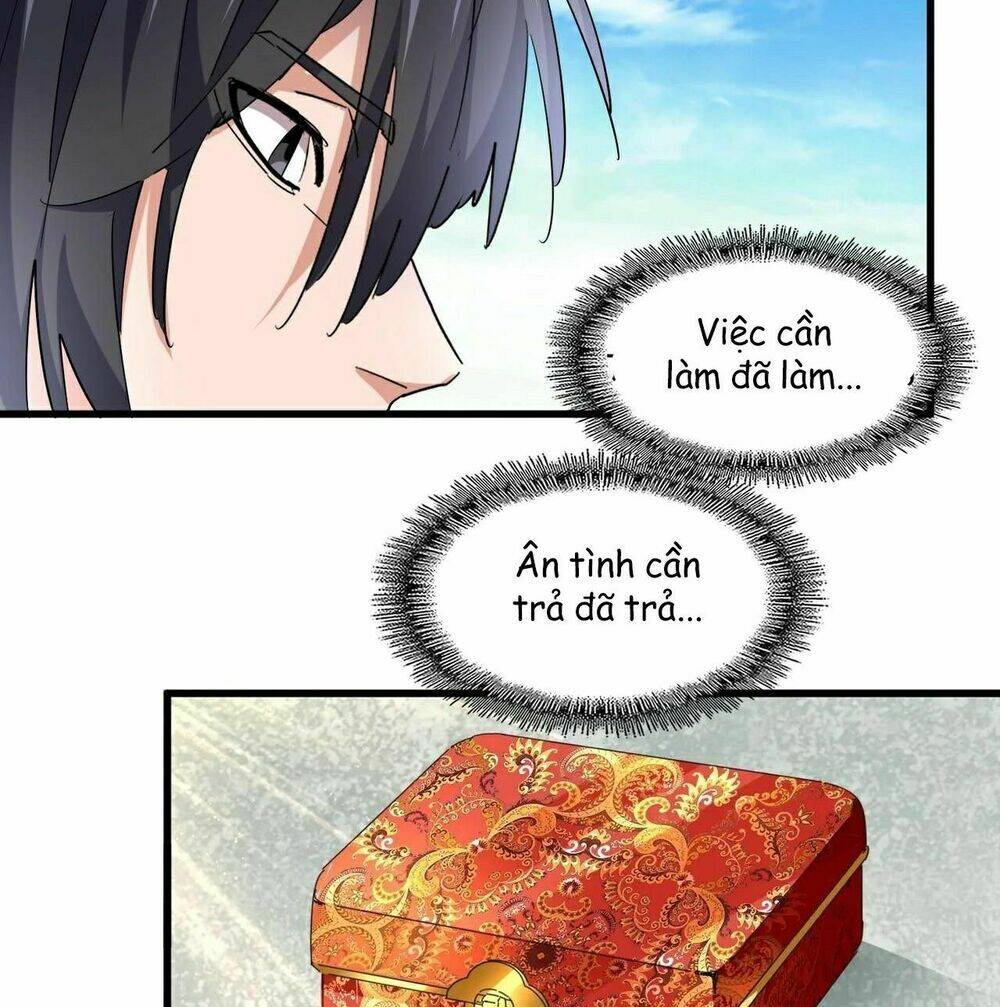 Việc cần
làm đã làm...
Ân tình cần
trả đã trả...